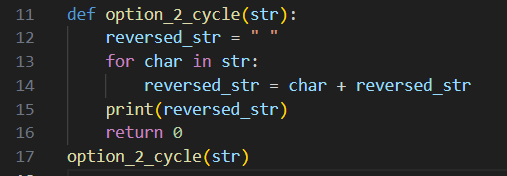 11 def option_2_cycle(str):
12     reversed_str = " "
13     for char in str:
14         reversed_str = char + reversed_str
15     print(reversed_str)
16     return 0
17 option_2_cycle(str)